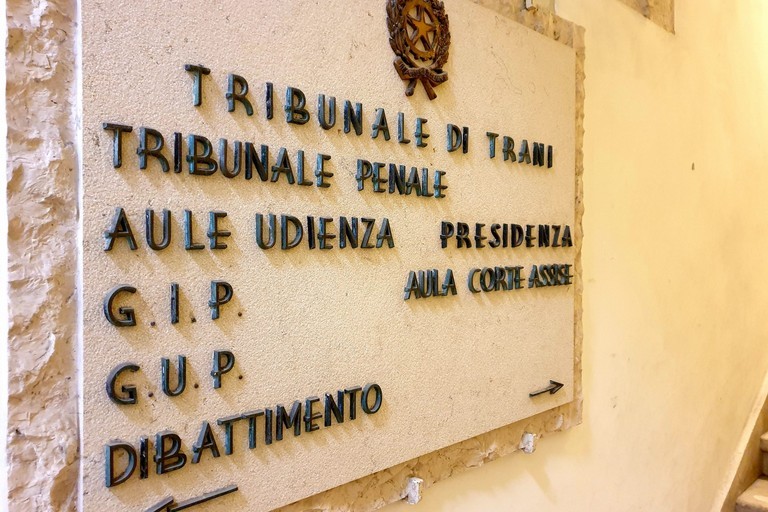 TRIBUNALE DI TRANI
TRIBUNALE PENALE
AULE UDIENZA PRESIDENZA
AULA CORTE ASSISE
G.I.P.
G.U.P.
DIBATTIMENTO